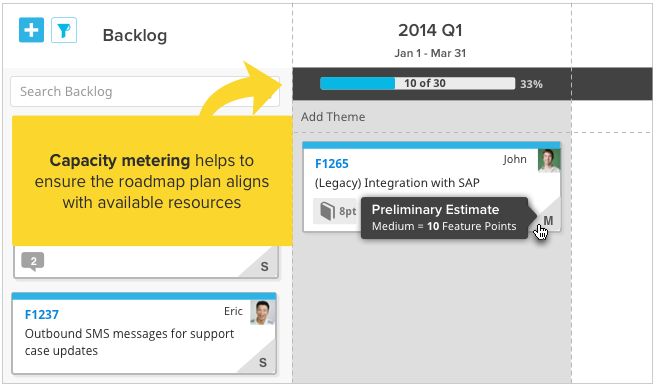 Backlog
2014 Q1
Jan 1 - Mar 31
Search Backlog
10 of 30
33%
Add Theme
Capacity metering helps to
ensure the roadmap plan aligns
with available resources
F1265
John
(Legacy) Integration with SAP
8pt
Preliminary Estimate
Medium = 10 Feature Points
M
2
S
F1237
Eric
Outbound SMS messages for support
case updates
S